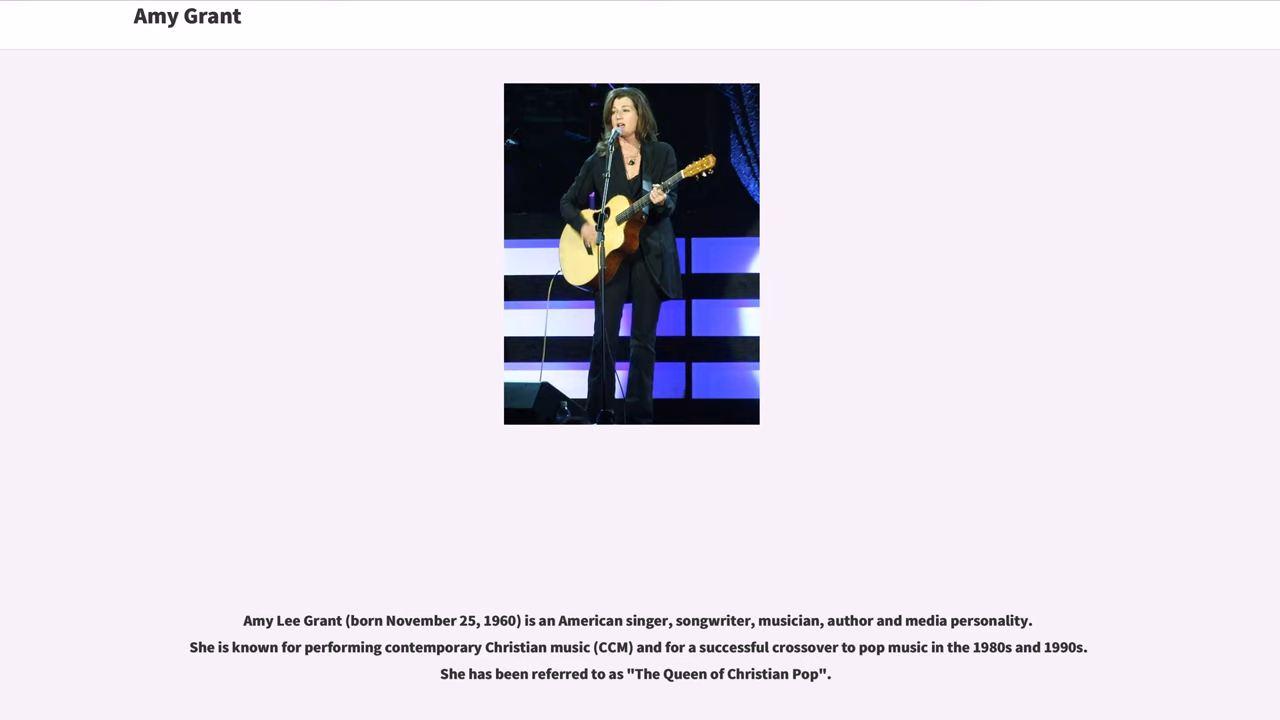 Amy Grant
Amy Lee Grant (born November 25, 1960) is an American singer, songwriter, musician, author and media personality.
She is known for performing contemporary Christian music (CCM) and for a successful crossover to pop music in the 1980s and 1990s.
She has been referred to as "The Queen of Christian Pop".